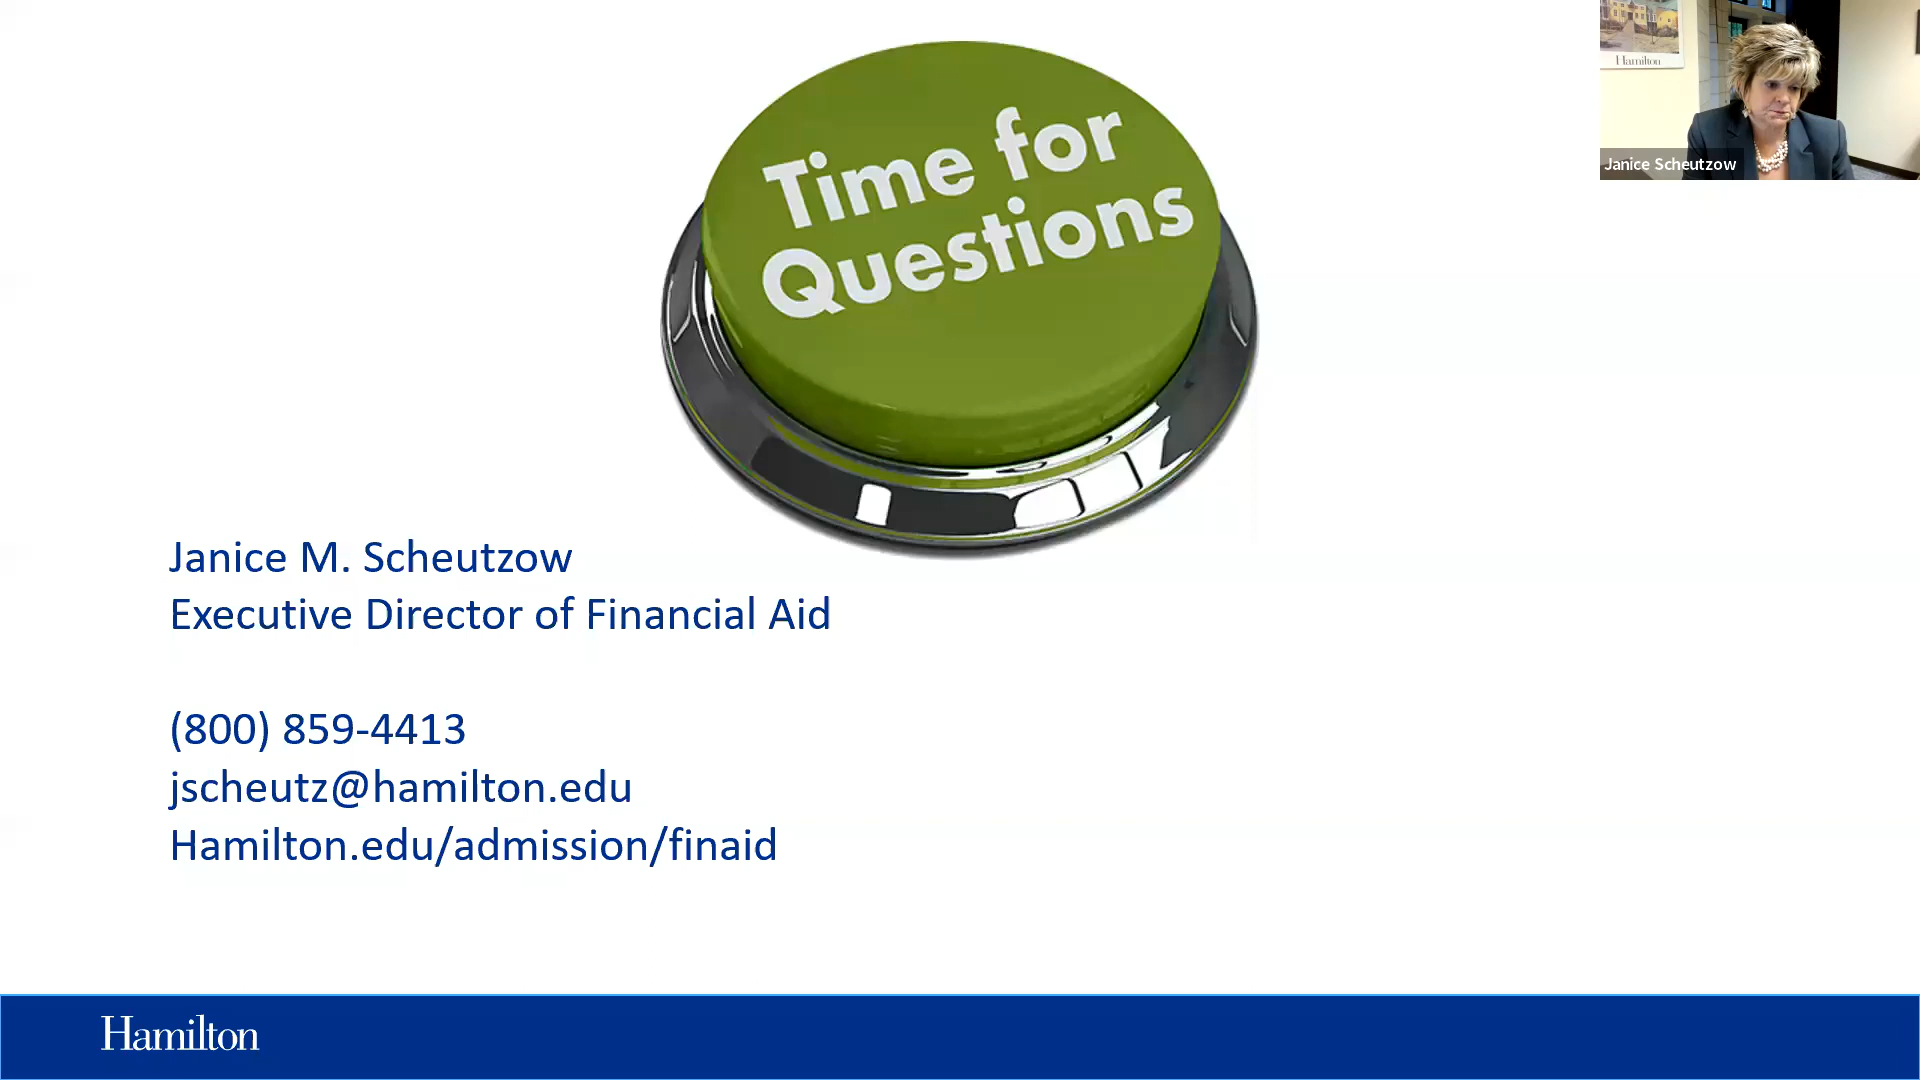 Time for
Questions
Hamilton
Janice Scheutzow
Janice M. Scheutzow
Executive Director of Financial Aid
(800) 859-4413
jscheutz@hamilton.edu
Hamilton.edu/admission/finaid
Hamilton